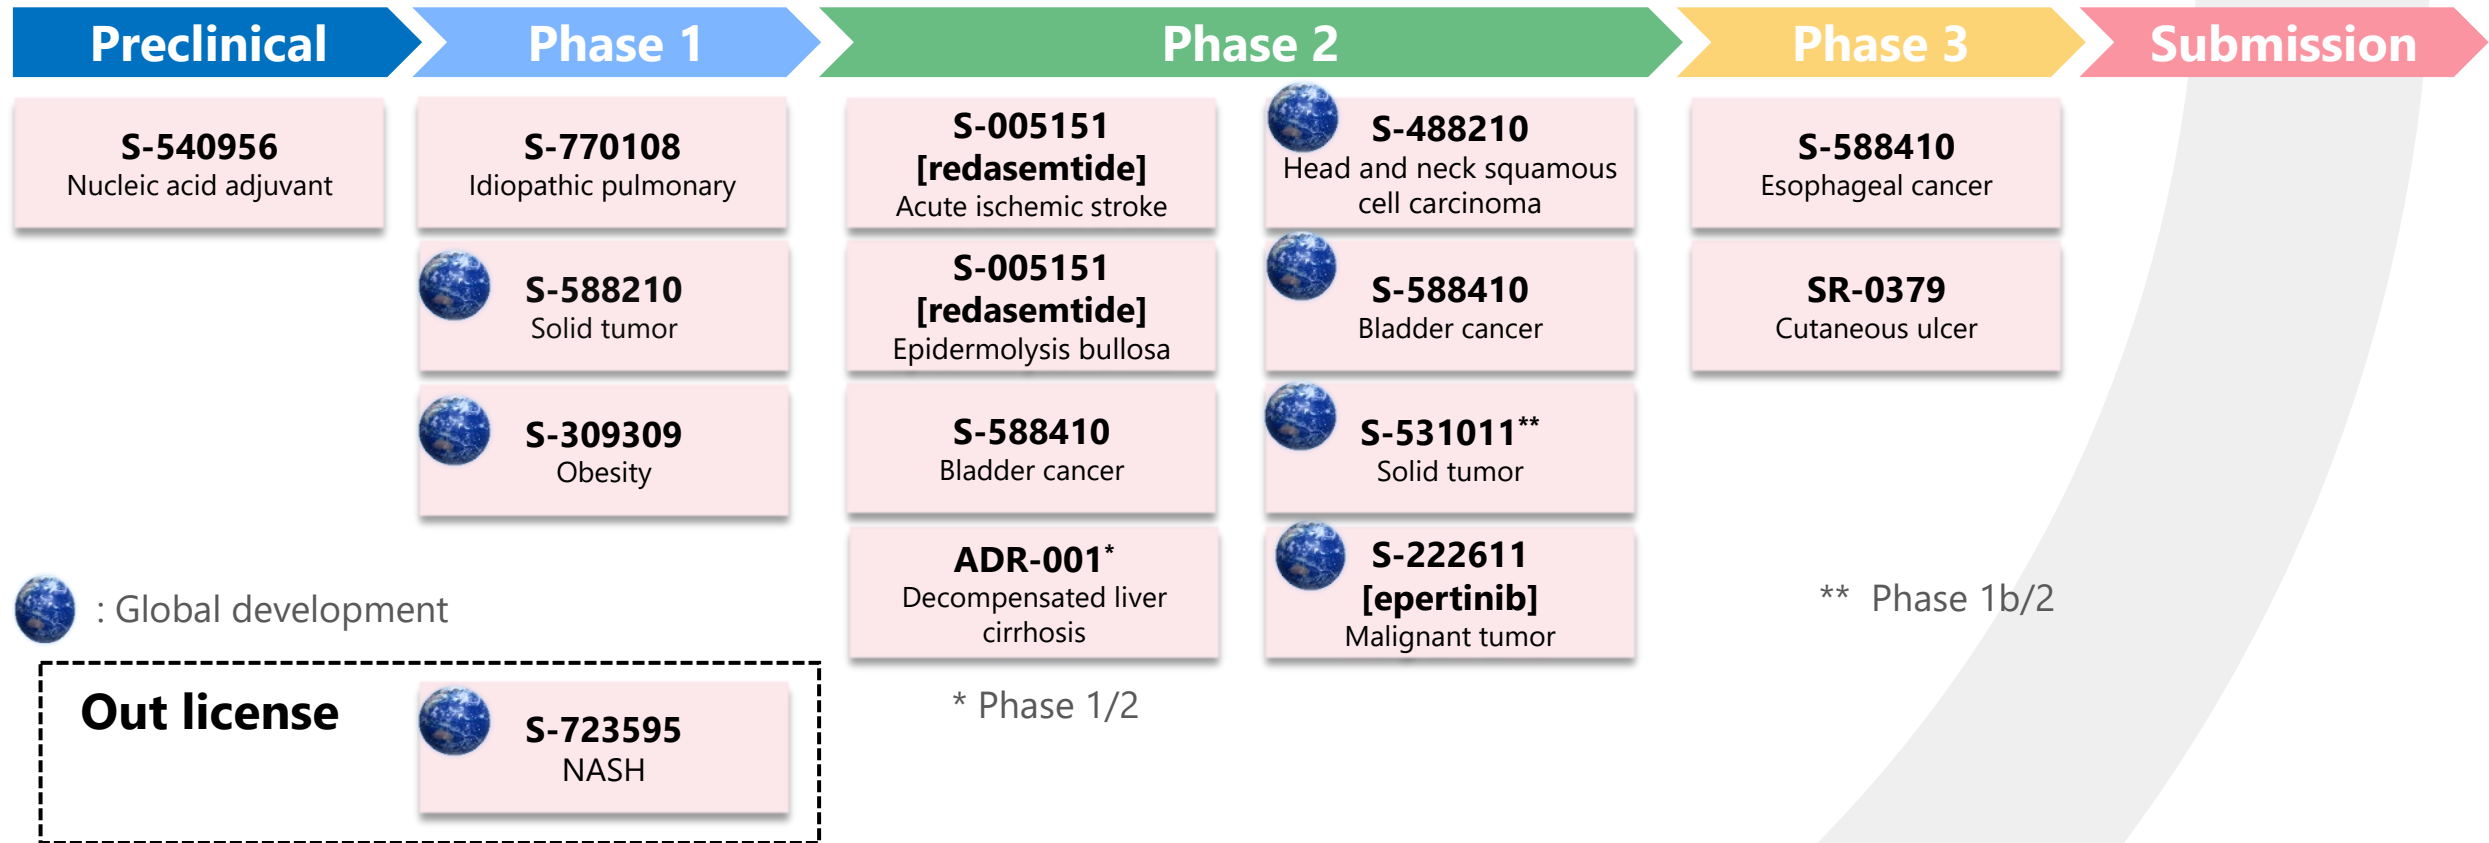 Preclinical
Phase 1
Phase 2
Phase 3
Submission
S-540956
Nucleic acid adjuvant
S-770108
Idiopathic pulmonary
S-588210
Solid tumor
S-309309
Obesity
S-005151
[redasemtide]
Acute ischemic stroke
S-005151
[redasemtide]
Epidermolysis bullosa
S-588410
Bladder cancer
ADR-001*
Decompensated liver
cirrhosis
* Phase 1/2
S-488210
Head and neck squamous
cell carcinoma
S-588410
Bladder cancer
S-531011**
Solid tumor
S-222611
[epertinib]
Malignant tumor
S-588410
Esophageal cancer
SR-0379
Cutaneous ulcer
** Phase 1b/2
: Global development
Out license
S-723595
NASH